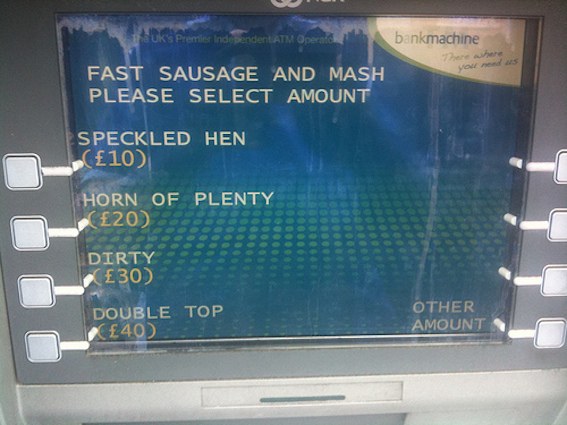 The UK's Premier Independent ATM Operator
bankmachine
There where
you need us
FAST SAUSAGE AND MASH
PLEASE SELECT AMOUNT
SPECKLED HEN
(£10)
HORN OF PLENTY
(£20)
DIRTY
(£30)
DOUBLE TOP
(£40)
OTHER
AMOUNT